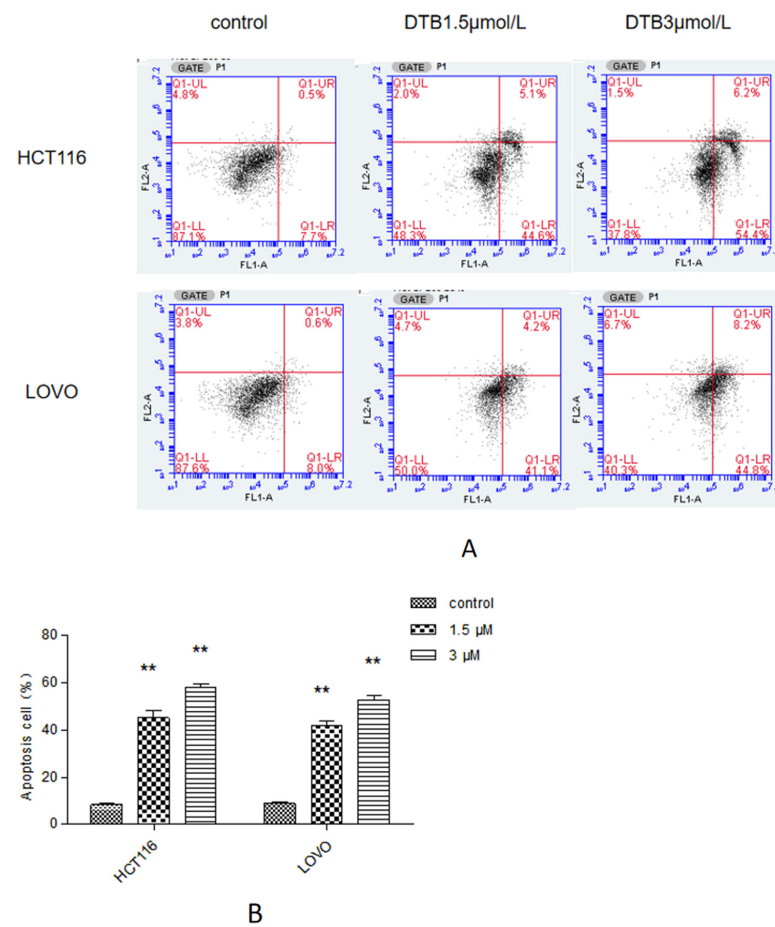 control DTB1.5μmol/L DTB3μmol/L
HCT116
GATE P1
Q1-UL Q1-UR
4.8% 0.5%
Q1-LL Q1-LR
87.1% 7.7%
FL2-A
FL1-A
GATE P1
Q1-UL Q1-UR
2.0% 5.1%
Q1-LL Q1-LR
48.3% 44.6%
FL2-A
FL1-A
GATE P1
Q1-UL Q1-UR
1.5% 6.2%
Q1-LL Q1-LR
37.8% 54.4%
FL2-A
FL1-A
LOVO
GATE P1
Q1-UL Q1-UR
3.8% 0.6%
Q1-LL Q1-LR
87.6% 8.0%
FL2-A
FL1-A
GATE P1
Q1-UL Q1-UR
4.7% 4.2%
Q1-LL Q1-LR
50.0% 41.1%
FL2-A
FL1-A
GATE P1
Q1-UL Q1-UR
6.7% 8.2%
Q1-LL Q1-LR
40.3% 44.8%
FL2-A
FL1-A
A
control
1.5 μM
3 μM
Apoptosis cell (%)
80
60
40
20
0
** ** ** **
HCT116 LOVO
B